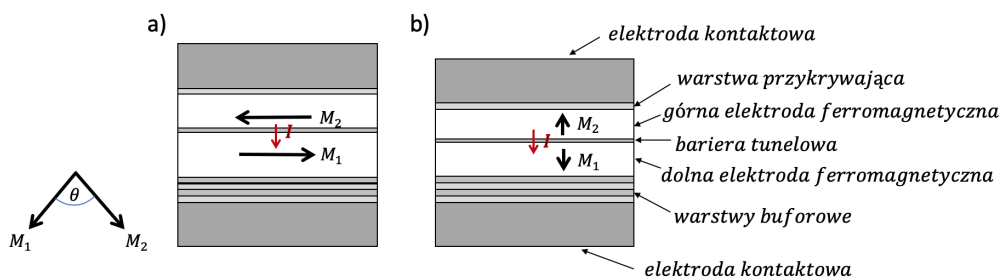 a)
M₂
I
M₁
θ
M₁
M₂
b)
M₂
I
M₁
elektroda kontaktowa
warstwa przykrywająca
górna elektroda ferromagnetyczna
bariera tunelowa
dolna elektroda ferromagnetyczna
warstwy buforowe
elektroda kontaktowa